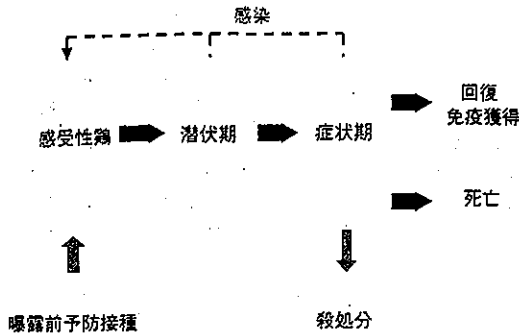 感染
回復
免疫獲得
感受性鶏
潜伏期
症状期
死亡
曝露前予防接種
殺処分